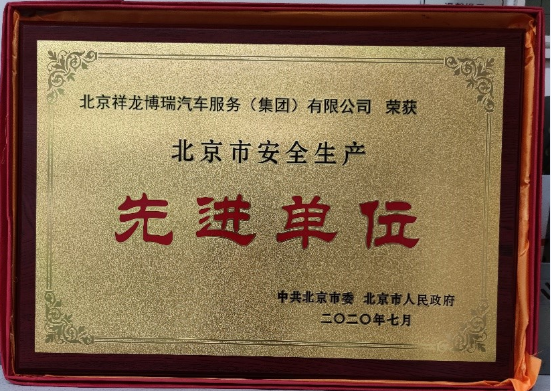 北京祥龙博瑞汽车服务（集团）有限公司 荣获
北京市安全生产
先进单位
中共北京市委 北京市人民政府
二〇二〇年七月